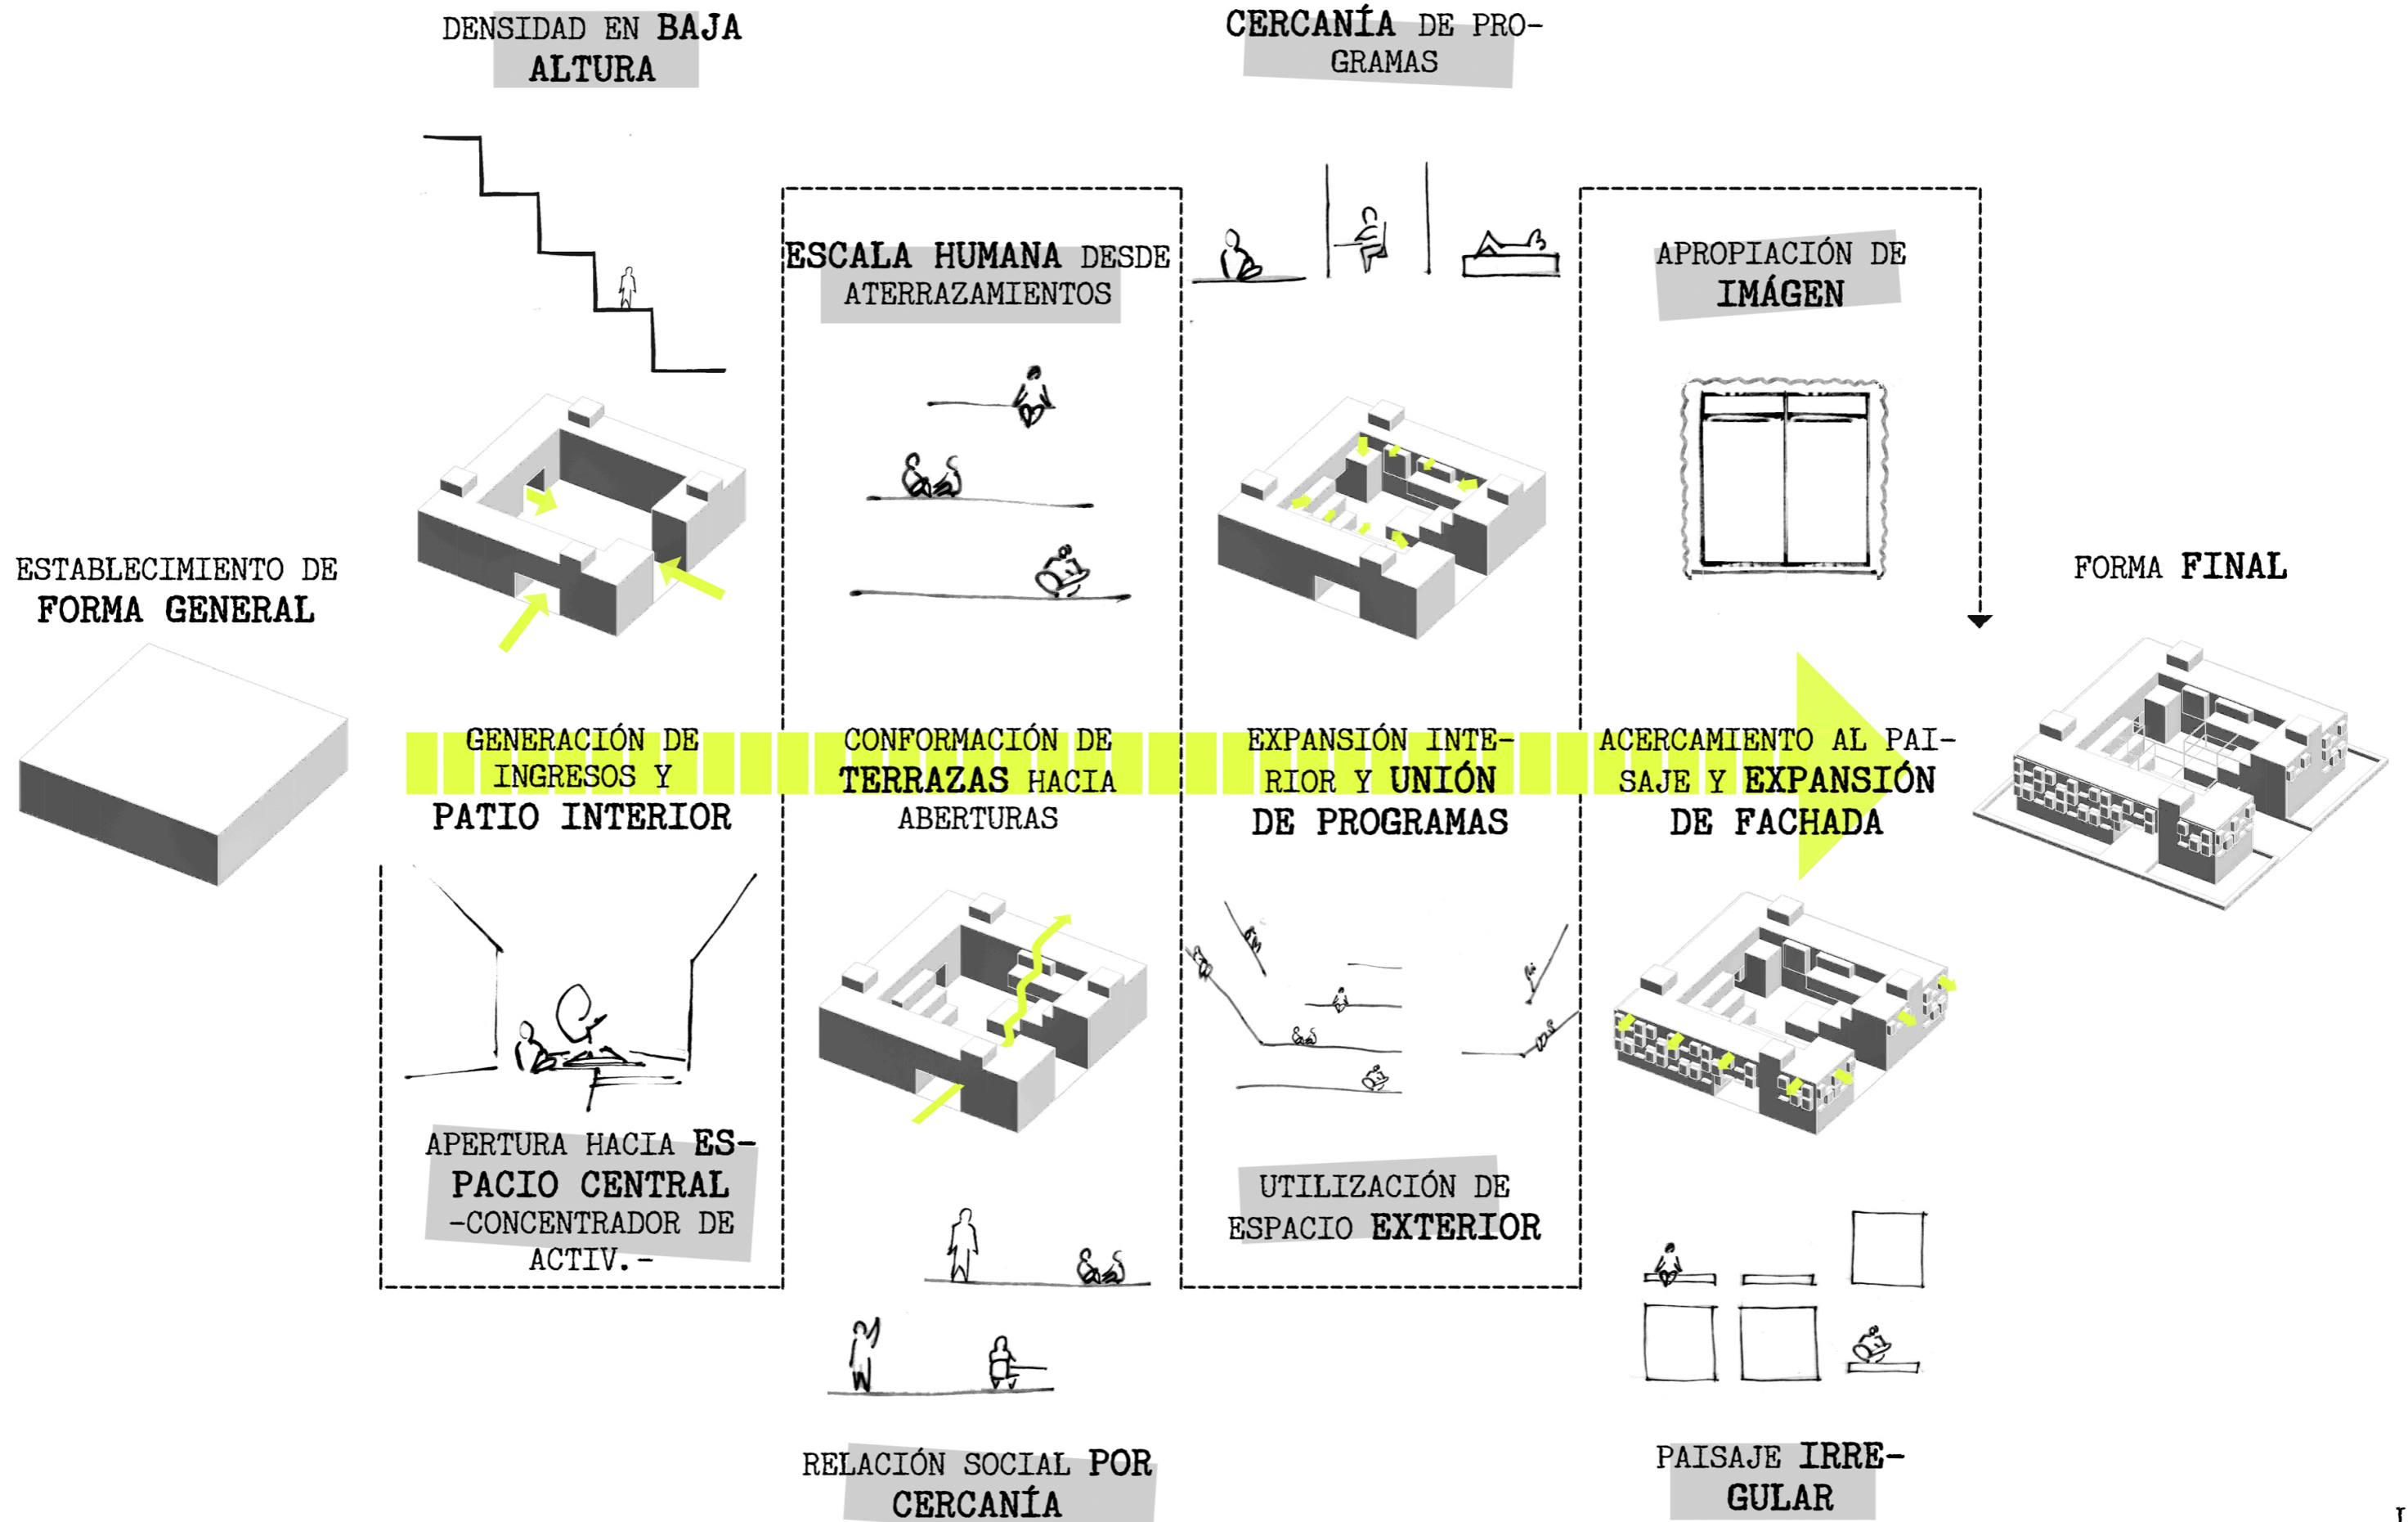 DENSIDAD EN BAJA
ALTURA
CERCANÍA DE PRO-
GRAMAS
ESCALA HUMANA DESDE
ATERRAZAMIENTOS
APROPIACIÓN DE
IMÁGEN
ESTABLECIMIENTO DE
FORMA GENERAL
FORMA FINAL
GENERACIÓN DE
INGRESOS Y
PATIO INTERIOR
CONFORMACIÓN DE
TERRAZAS HACIA
ABERTURAS
EXPANSIÓN INTE-
RIOR Y UNIÓN
DE PROGRAMAS
ACERCAMIENTO AL PAI-
SAJE Y EXPANSIÓN
DE FACHADA
APERTURA HACIA ES-
PACIO CENTRAL
-CONCENTRADOR DE
ACTIV.-
UTILIZACIÓN DE
ESPACIO EXTERIOR
RELACIÓN SOCIAL POR
CERCANÍA
PAISAJE IRRE-
GULAR